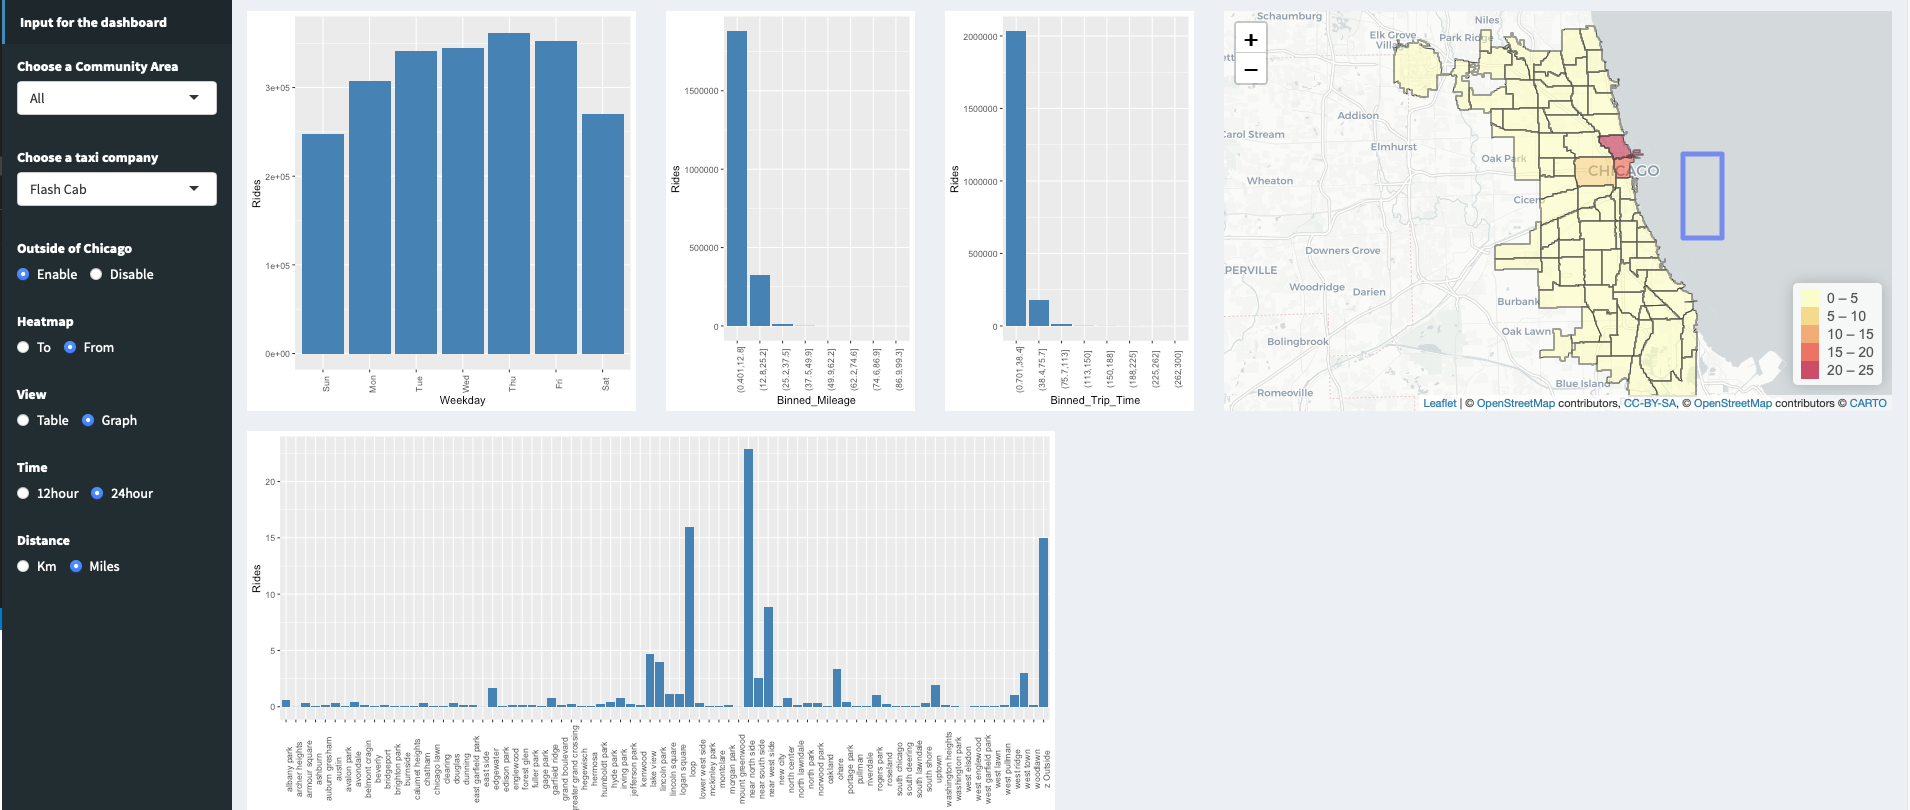 Input for the dashboard
Choose a Community Area
All
Choose a taxi company
Flash Cab
Outside of Chicago
Enable Disable
Heatmap
To From
View
Table Graph
Time
12hour 24hour
Distance
Km Miles
Rides
3e+05
2e+05
1e+05
0e+00
Sun
Mon
Tue
Wed
Thu
Fri
Sat
Weekday
Rides
1500000
1000000
500000
0
(0.401,12.8]
(12.8,25.2]
(25.2,37.5]
(37.5,49.9]
(49.9,62.2]
(62.2,74.6]
(74.6,86.9]
(86.9,99.3]
Binned_Mileage
Rides
2000000
1500000
1000000
500000
0
(0.701,38.4]
(38.4,75.7]
(75.7,113]
(113,150]
(150,188]
(188,225]
(225,262]
(262,300]
Binned_Trip_Time
+
−
Schaumburg
Niles
Elk Grove
Village
Park Ridge
Addison
Carol Stream
Elmhurst
Oak Park
CHICAGO
Wheaton
Cicero
Downers Grove
PERVILLE
Woodridge
Darien
Burbank
Oak Lawn
Bolingbrook
Blue Island
Romeoville
0 – 5
5 – 10
10 – 15
15 – 20
20 – 25
Leaflet | © OpenStreetMap contributors, CC-BY-SA, © OpenStreetMap contributors © CARTO
Rides
20
15
10
5
0
albany park
archer heights
armour square
ashburn
auburn gresham
austin
avalon park
avondale
belmont cragin
beverly
bridgeport
brighton park
burnside
calumet heights
chatham
chicago lawn
clearing
douglas
dunning
east garfield park
east side
edgewater
edison park
englewood
forest glen
fuller park
gage park
garfield ridge
grand boulevard
greater grand crossing
hegewisch
hermosa
humboldt park
hyde park
irving park
jefferson park
kenwood
lake view
lincoln park
lincoln square
logan square
loop
lower west side
mckinley park
montclare
morgan park
mount greenwood
near north side
near south side
near west side
new city
north center
north lawndale
north park
norwood park
oakland
ohare
portage park
pullman
riverdale
rogers park
roseland
south chicago
south deering
south lawndale
south shore
uptown
washington heights
washington park
west elsdon
west englewood
west garfield park
west lawn
west pullman
west ridge
west town
woodlawn
z Outside